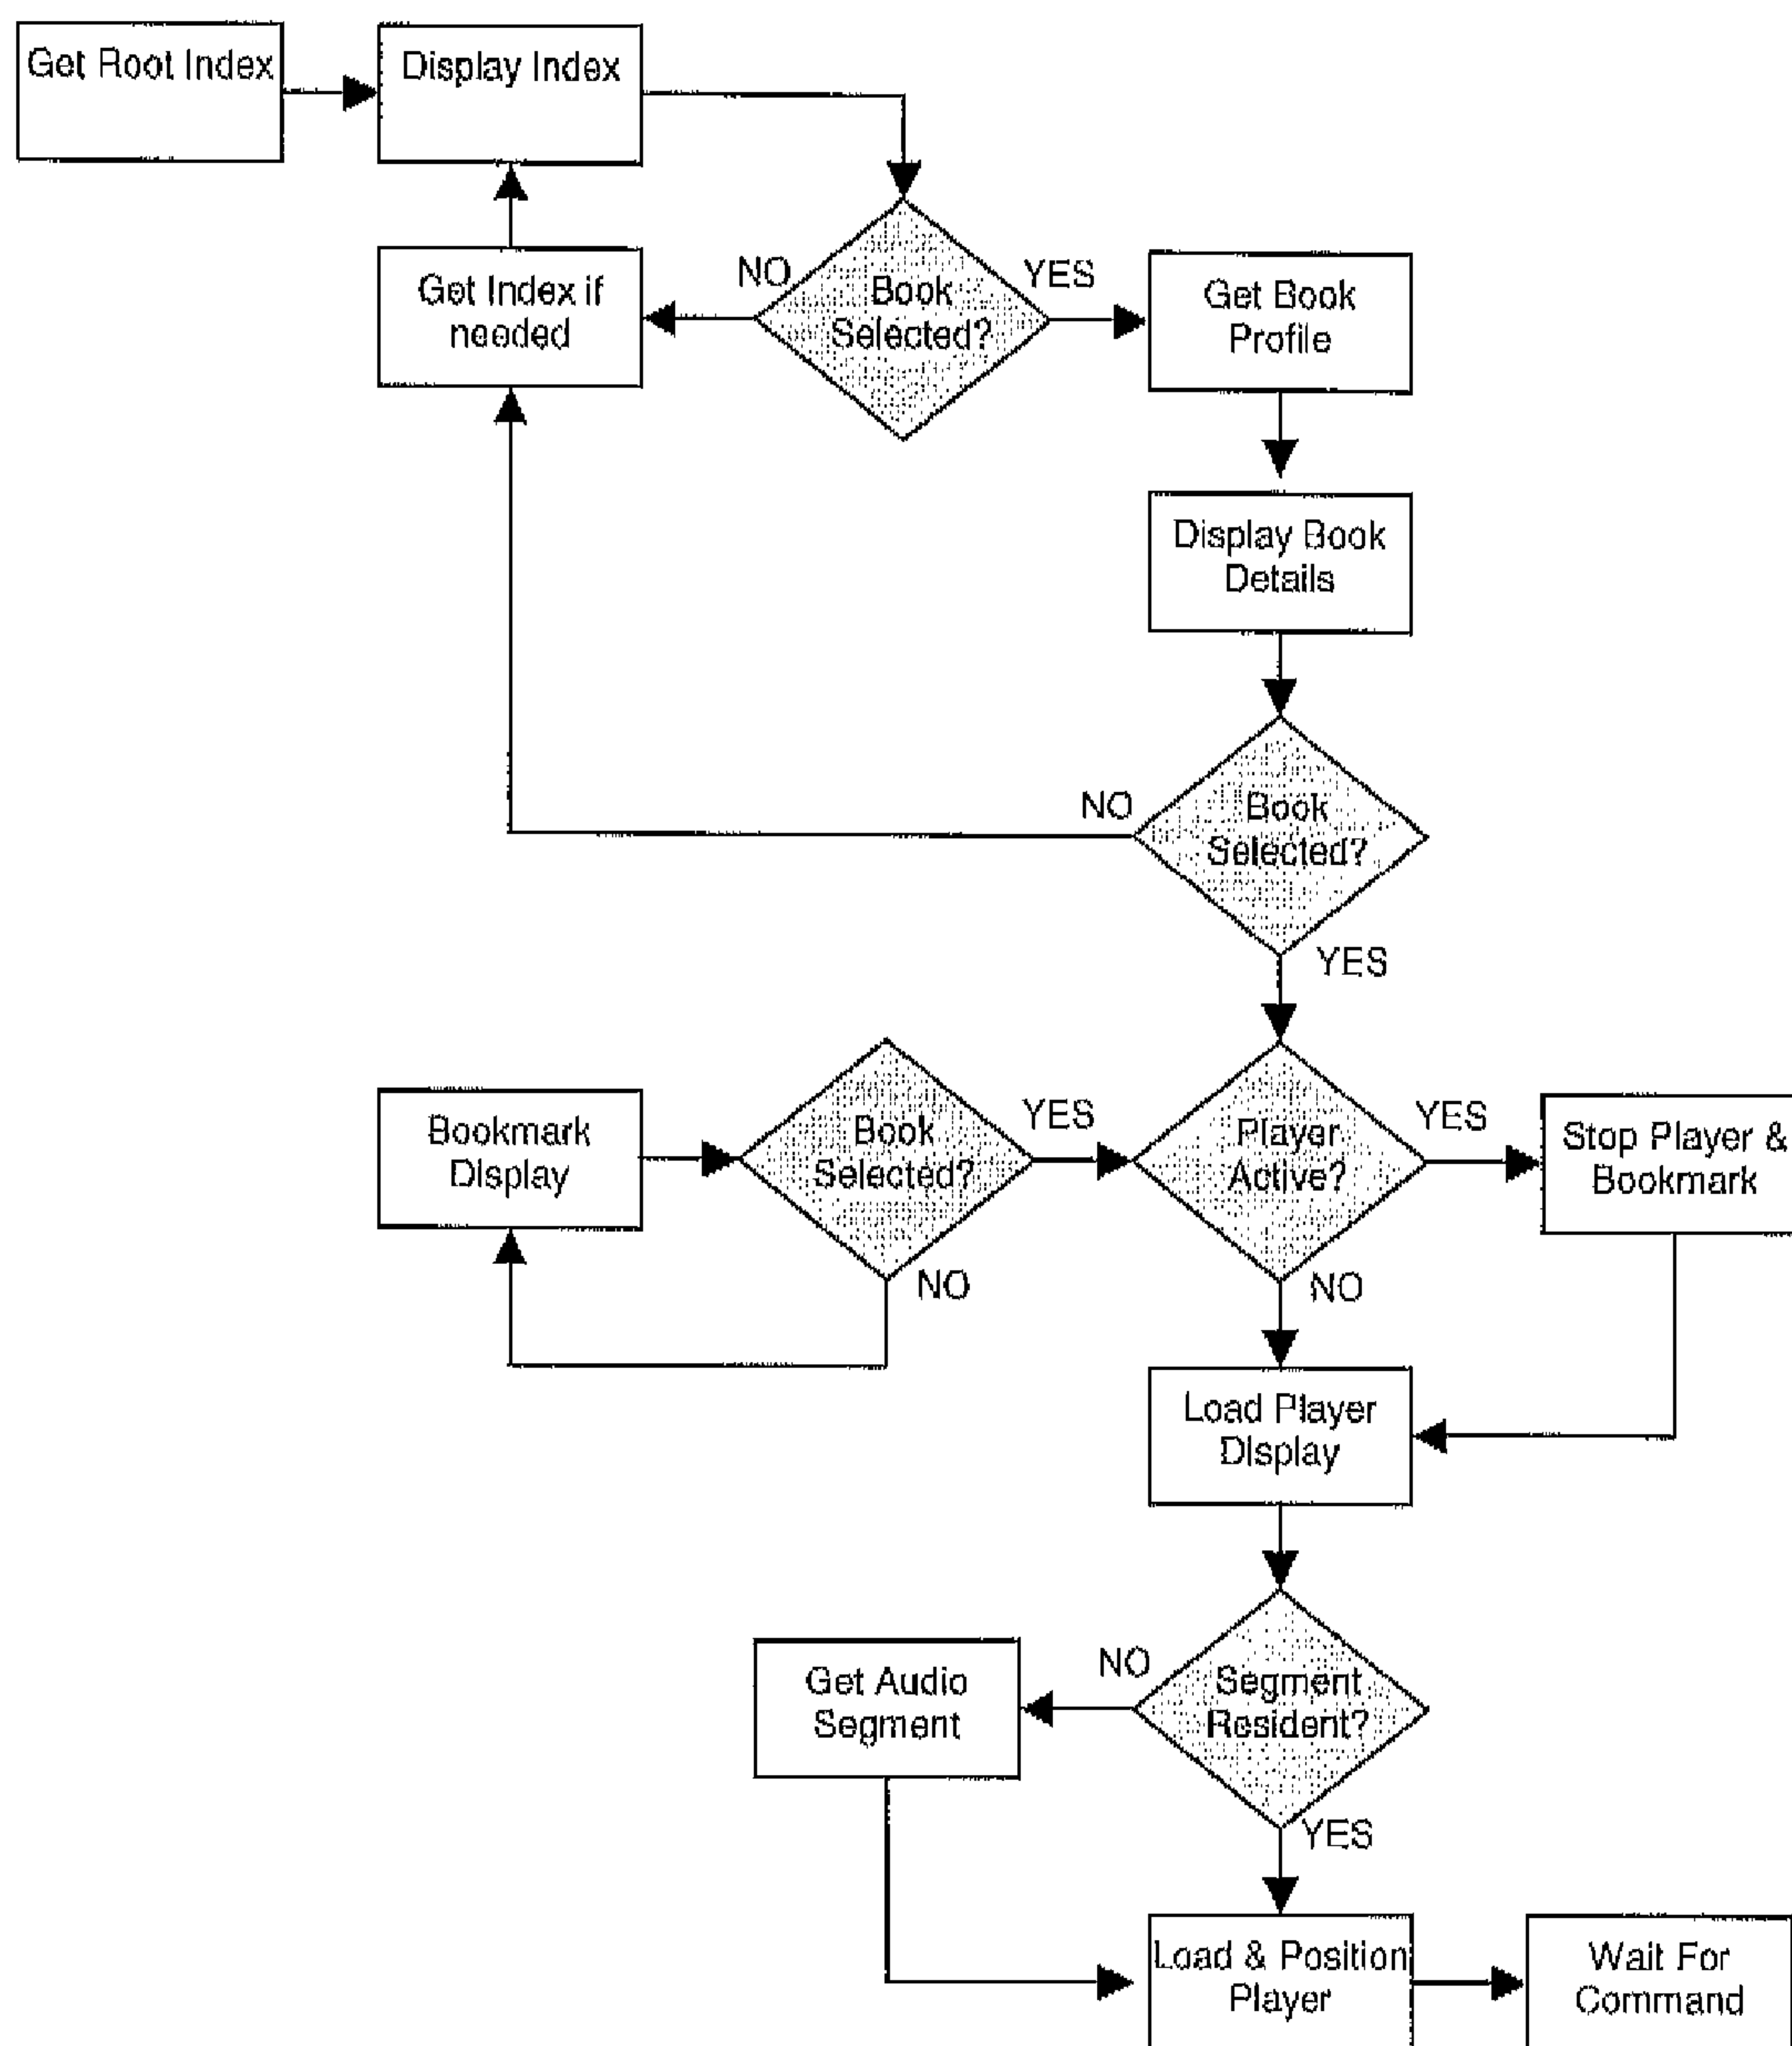 Get Root Index
Display Index
Get Index if
needed
NO
Book
Selected?
YES
Get Book
Profile
Display Book
Details
NO
Book
Selected?
YES
Bookmark
Display
Book
Selected?
YES
NO
Player
Active?
YES
NO
Stop Player &
Bookmark
Load Player
Display
Get Audio
Segment
NO
Segment
Resident?
YES
Load & Position
Player
Wait For
Command